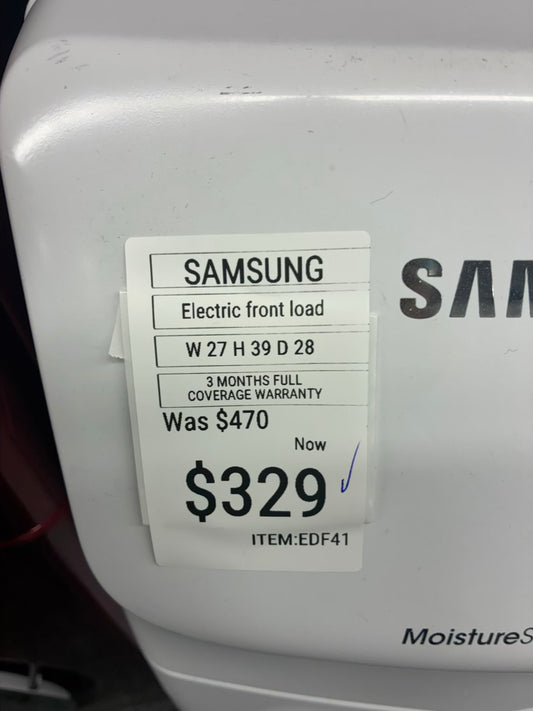 SAMSUNG
Electric front load
W 27 H 39 D 28
3 MONTHS FULL
COVERAGE WARRANTY
Was $470
Now
$329
ITEM:EDF41
SAM
MoistureS